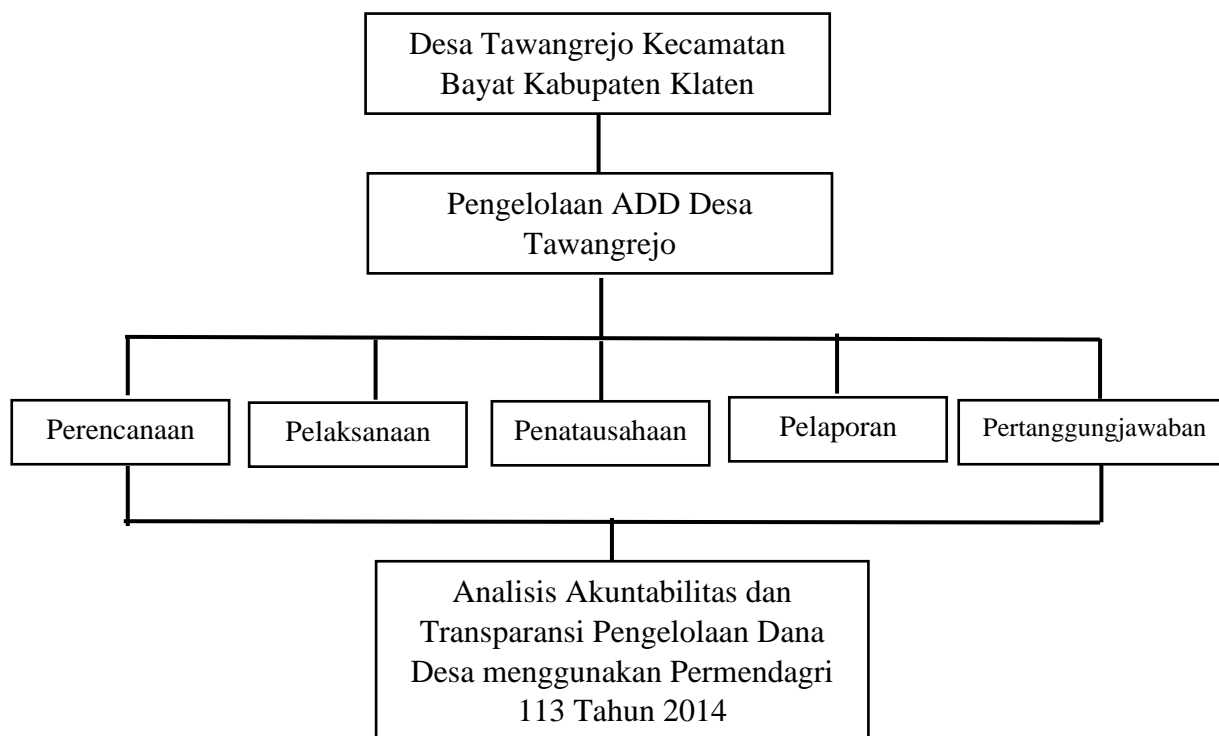 Desa Tawangrejo Kecamatan
Bayat Kabupaten Klaten
Pengelolaan ADD Desa
Tawangrejo
Perencanaan
Pelaksanaan
Penatausahaan
Pelaporan
Pertanggungjawaban
Analisis Akuntabilitas dan
Transparansi Pengelolaan Dana
Desa menggunakan Permendagri
113 Tahun 2014